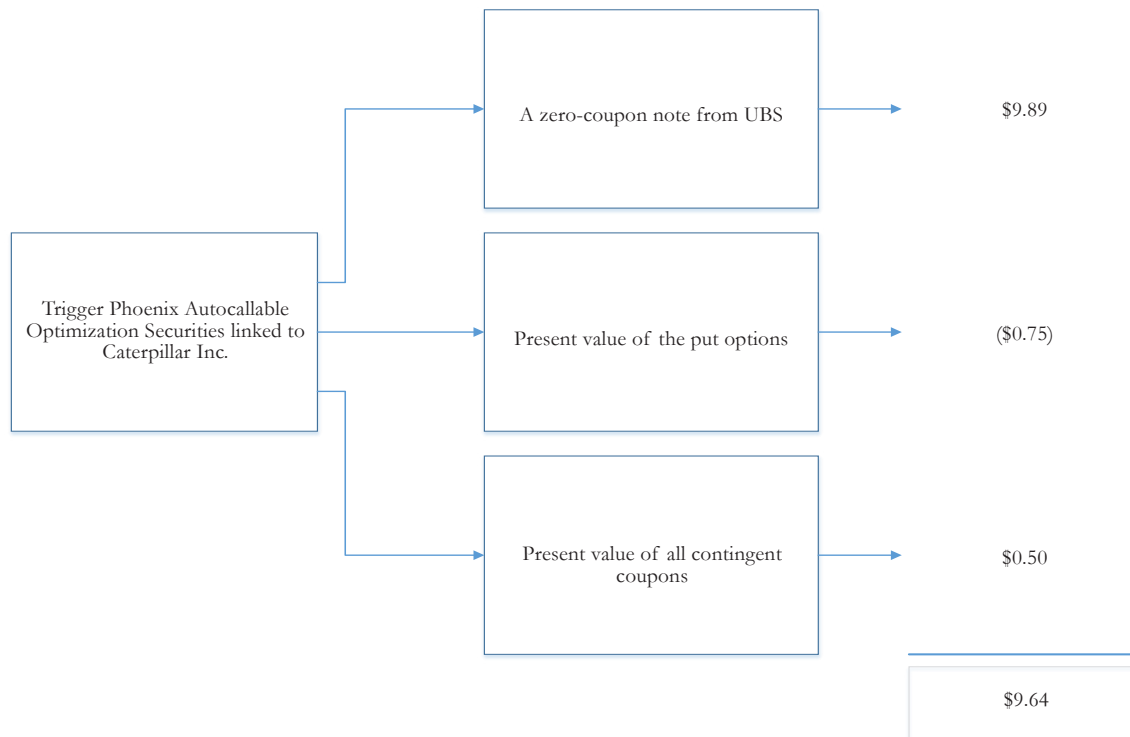 A zero-coupon note from UBS
$9.89
Trigger Phoenix Autocallable
Optimization Securities linked to
Caterpillar Inc.
Present value of the put options
($0.75)
Present value of all contingent
coupons
$0.50
$9.64